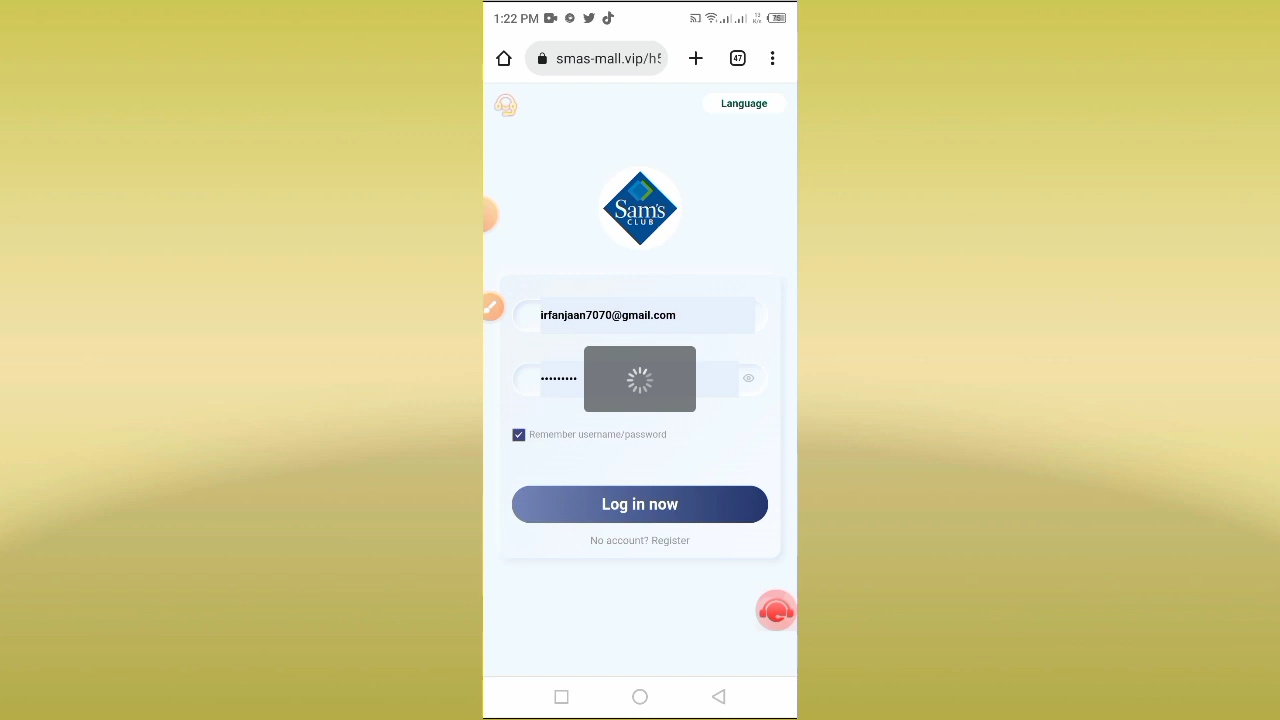 1:22 PM
47
smas-mall.vip/h5
Language
Sam's
CLUB
irfanjaan7070@gmail.com
•••••••••
Remember username/password
Log in now
No account? Register